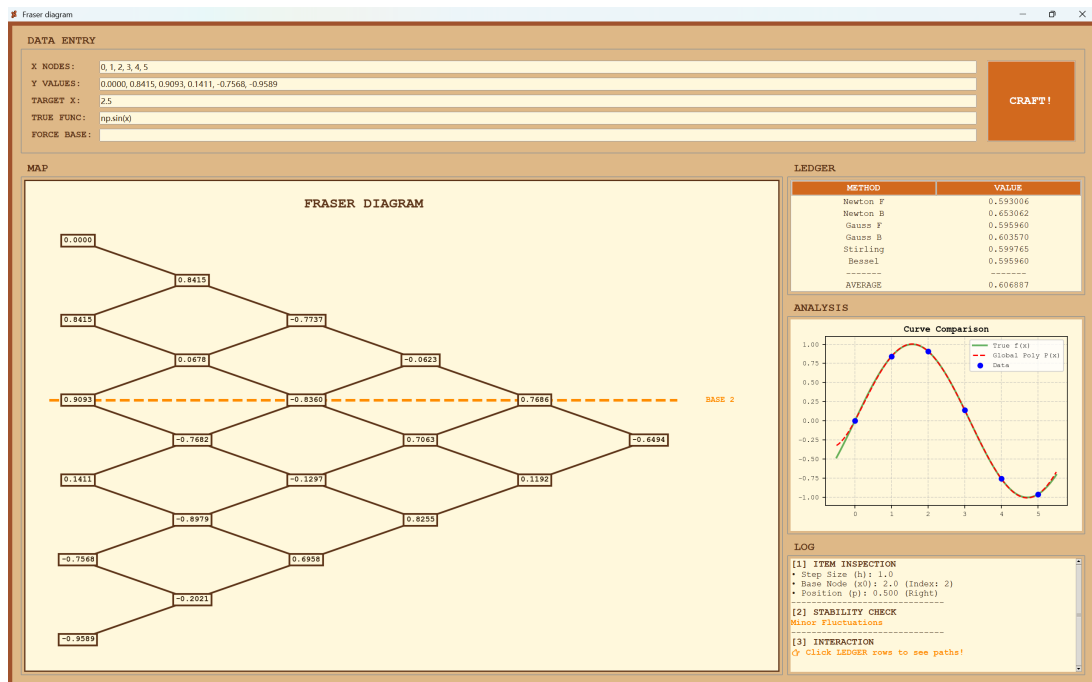 Fraser diagram
DATA ENTRY
X NODES: 0, 1, 2, 3, 4, 5
Y VALUES: 0.0000, 0.8415, 0.9093, 0.1411, -0.7568, -0.9589
TARGET X: 2.5
TRUE FUNC: np.sin(x)
FORCE BASE:
CRAFT!
MAP
FRASER DIAGRAM
0.0000
0.8415
0.8415 -0.7737
0.0678 -0.0623
0.9093 -0.8360 0.7686 BASE 2
-0.7682 0.7063 -0.6494
0.1411 -0.1297 0.1192
-0.8979 0.8255
-0.7568 0.6958
-0.2021
-0.9589
LEDGER
METHOD VALUE
Newton F 0.593006
Newton B 0.653062
Gauss F 0.595960
Gauss B 0.603570
Stirling 0.599765
Bessel 0.595960
------- -------
AVERAGE 0.606887
ANALYSIS
Curve Comparison
True f(x)
Global Poly P(x)
Data
1.00
0.75
0.50
0.25
0.00
-0.25
-0.50
-0.75
-1.00
0 1 2 3 4 5
LOG
[1] ITEM INSPECTION
• Step Size (h): 1.0
• Base Node (x0): 2.0 (Index: 2)
• Position (p): 0.500 (Right)
------------------------------
[2] STABILITY CHECK
Minor Fluctuations
------------------------------
[3] INTERACTION
👉 Click LEDGER rows to see paths!